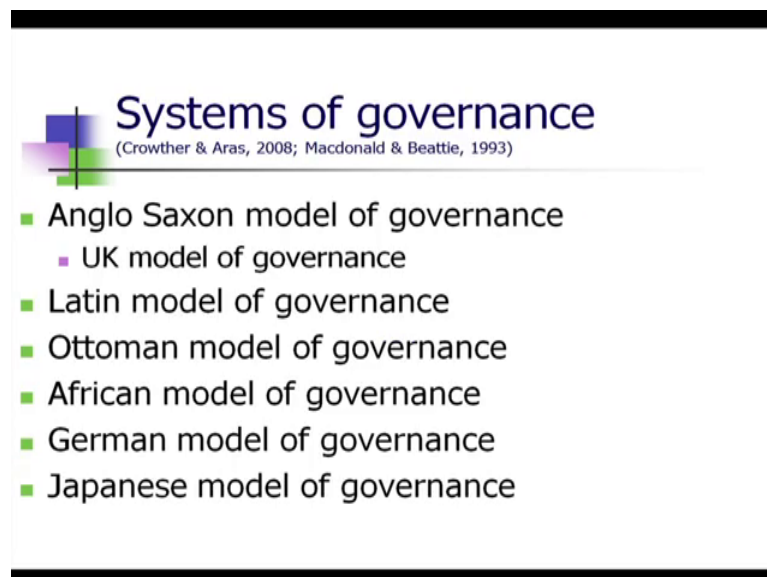 Systems of governance
(Crowther & Aras, 2008; Macdonald & Beattie, 1993)
Anglo Saxon model of governance
UK model of governance
Latin model of governance
Ottoman model of governance
African model of governance
German model of governance
Japanese model of governance